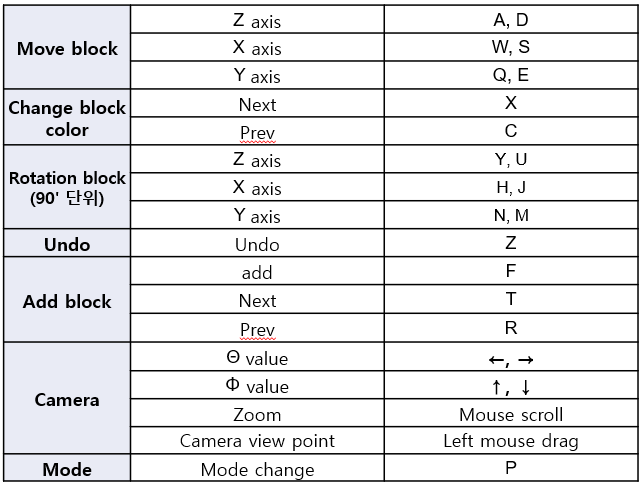 Move block
Z axis
A, D
X axis
W, S
Y axis
Q, E
Change block
color
Next
X
Prev
C
Rotation block
(90' 단위)
Z axis
Y, U
X axis
H, J
Y axis
N, M
Undo
Undo
Z
Add block
add
F
Next
T
Prev
R
Camera
Θ value
←, →
Φ value
↑, ↓
Zoom
Mouse scroll
Camera view point
Left mouse drag
Mode
Mode change
P